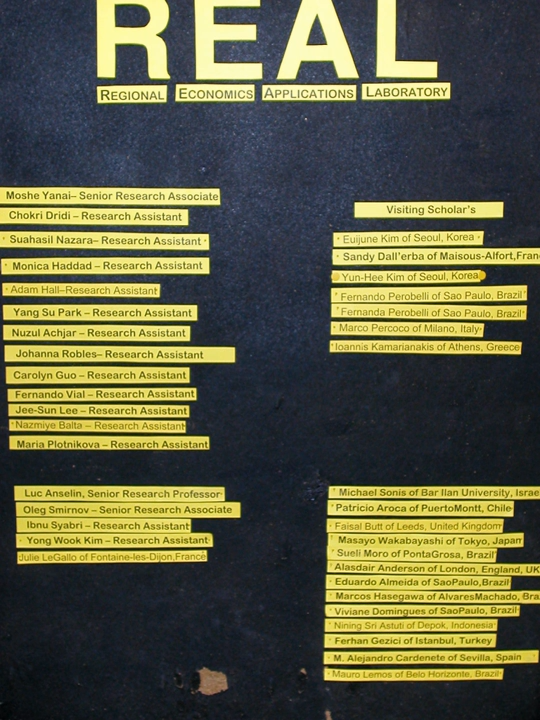 REAL
REGIONAL ECONOMICS APPLICATIONS LABORATORY
Moshe Yanai– Senior Research Associate
Chokri Dridi – Research Assistant
Suahasil Nazara– Research Assistant
Monica Haddad – Research Assistant
Adam Hall–Research Assistant
Yang Su Park – Research Assistant
Nuzul Achjar – Research Assistant
Johanna Robles– Research Assistant
Carolyn Guo – Research Assistant
Fernando Vial – Research Assistant
Jee-Sun Lee – Research Assistant
Nazmiye Balta – Research Assistant
Maria Plotnikova – Research Assistant
Luc Anselin, Senior Research Professor
Oleg Smirnov – Senior Research Associate
Ibnu Syabri – Research Assistant
Yong Wook Kim – Research Assistant
Julie LeGallo of Fontaine-les-Dijon,France
Visiting Scholar's
Euijune Kim of Seoul, Korea
Sandy Dall'erba of Maisous-Alfort,Fran
Yun-Hee Kim of Seoul, Korea
Fernando Perobelli of Sao Paulo, Brazil
Fernanda Perobelli of Sao Paulo, Brazil
Marco Percoco of Milano, Italy
Ioannis Kamarianakis of Athens, Greece
Michael Sonis of Bar Ilan University, Israe
Patricio Aroca of PuertoMontt, Chile
Faisal Butt of Leeds, United Kingdom
Masayo Wakabayashi of Tokyo, Japan
Sueli Moro of PontaGrosa, Brazil
Alasdair Anderson of London, England, UK
Eduardo Almeida of SaoPaulo,Brazil
Marcos Hasegawa of AlvaresMachado, Bra
Viviane Domingues of SaoPaulo, Brazil
Nining Sri Astuti of Depok, Indonesia
Ferhan Gezici of Istanbul, Turkey
M. Alejandro Cardenete of Sevilla, Spain
Mauro Lemos of Belo Horizonte, Brazil